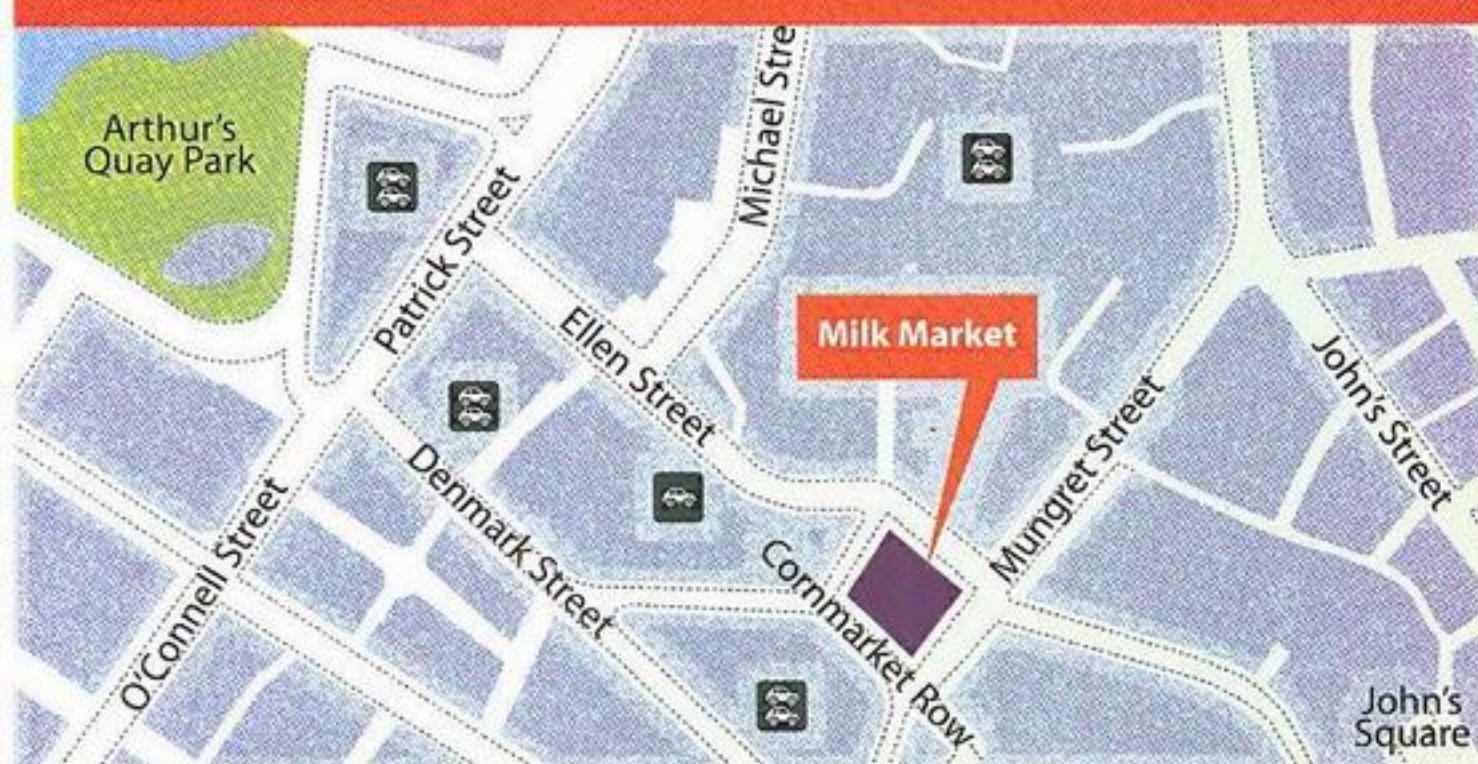 Arthur's
Quay Park
Michael Stre
Patrick Street
Ellen Street
Milk Market
John's Street
Mungret Street
Denmark Street
O'Connell Street
Cornmarket Row
John's
Square